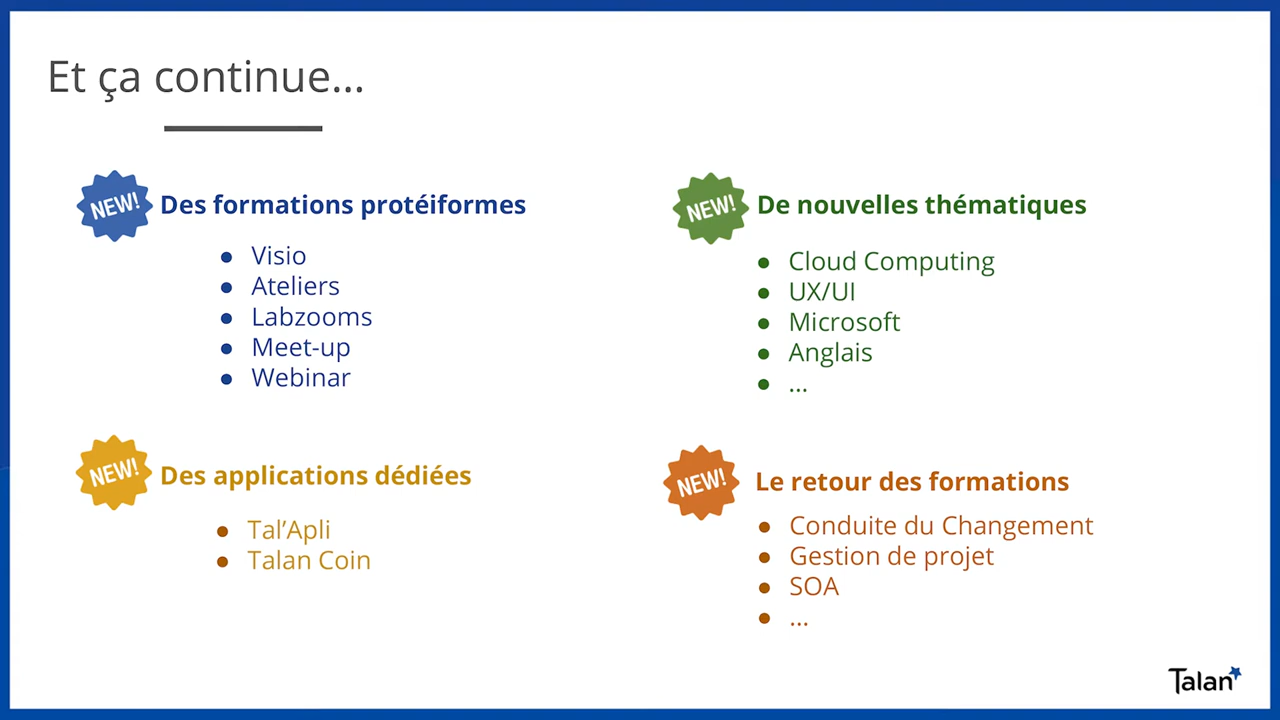 Et ça continue...
NEW!
Des formations protéiformes
● Visio
● Ateliers
● Labzooms
● Meet-up
● Webinar
NEW!
De nouvelles thématiques
● Cloud Computing
● UX/UI
● Microsoft
● Anglais
● ...
NEW!
Des applications dédiées
● Tal’Apli
● Talan Coin
NEW!
Le retour des formations
● Conduite du Changement
● Gestion de projet
● SOA
● ...
Talan